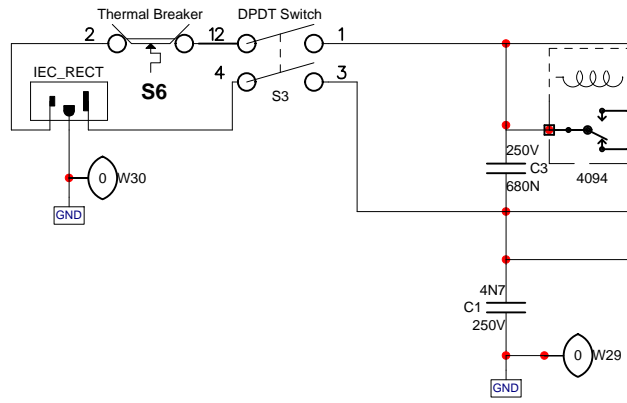 Thermal Breaker
DPDT Switch
2
12
1
IEC_RECT
4
3
S6
S3
250V
C3
680N
4094
0
W30
GND
4N7
C1
250V
0
W29
GND